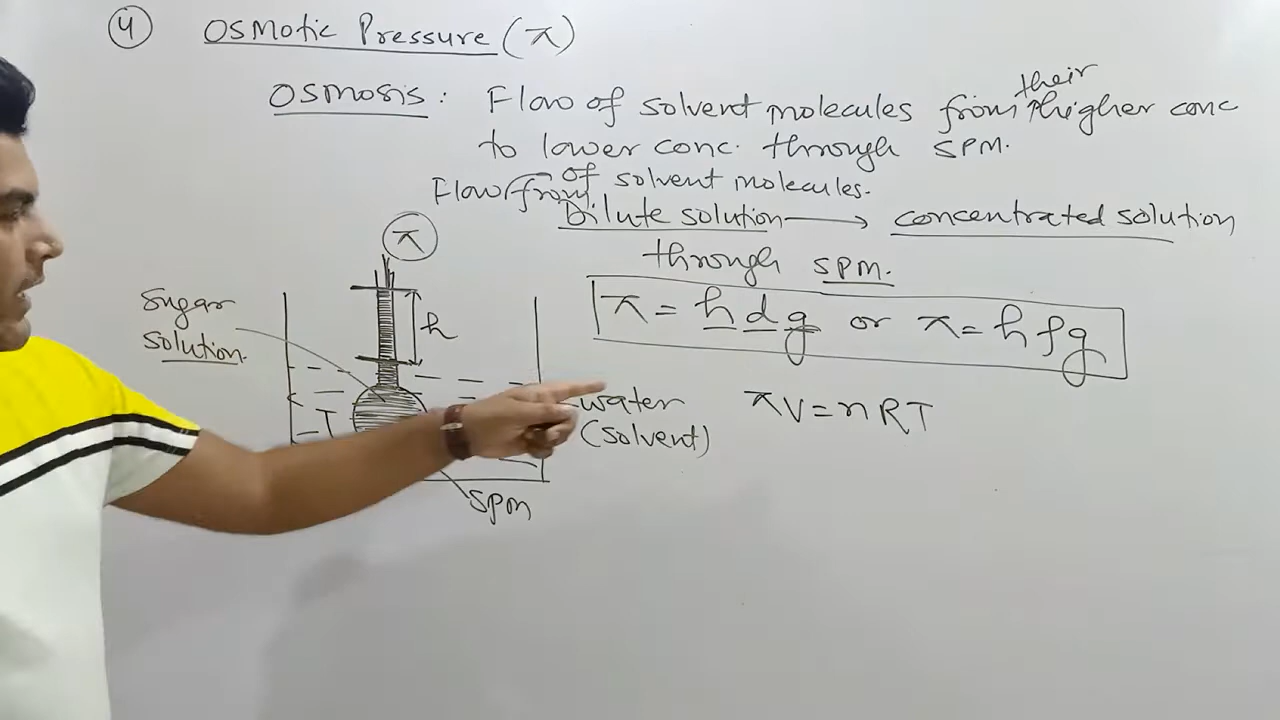 4 Osmotic Pressure (π)
Osmosis : Flow of solvent molecules from their higher conc
to lower conc. through SPM.
Flow of solvent molecules.
from Dilute solution → concentrated solution
through SPM.
π
π = hdg or π = hρg
Sugar
solution.
h
water
(solvent)
πV = nRT
T
SPM